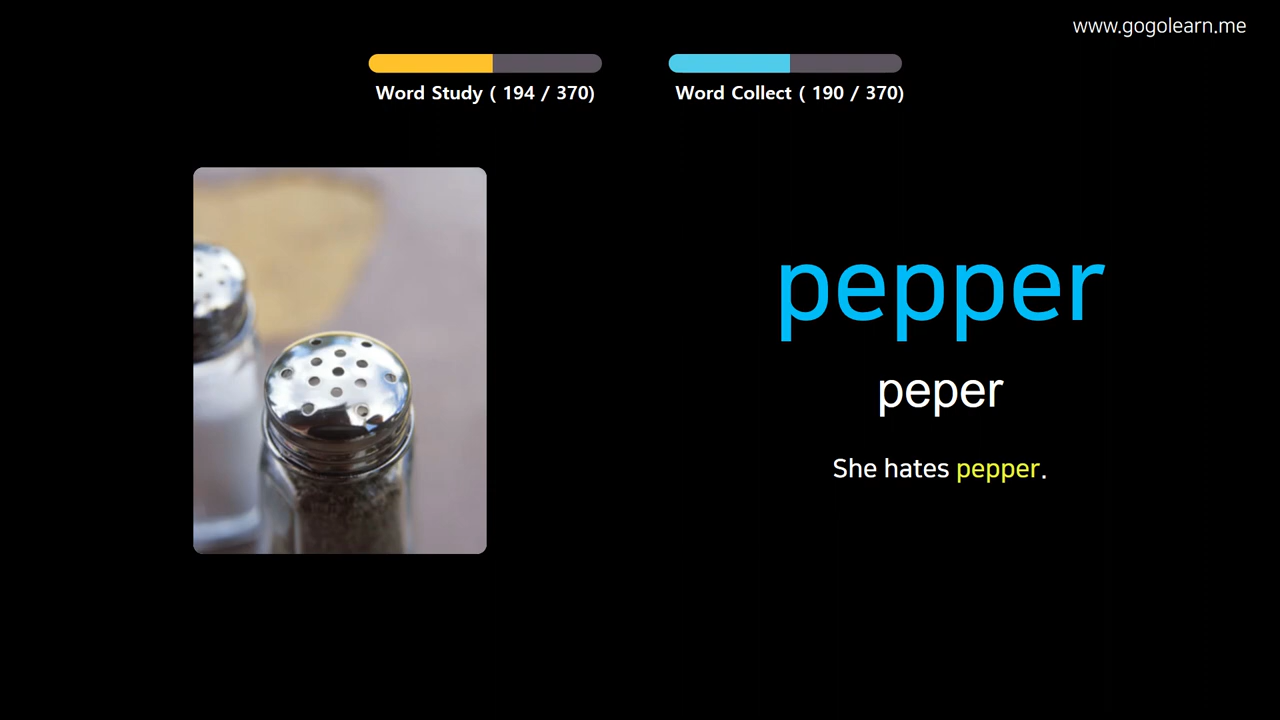 www.gogolearn.me
Word Study ( 194 / 370)
Word Collect ( 190 / 370)
pepper
peper
She hates pepper.